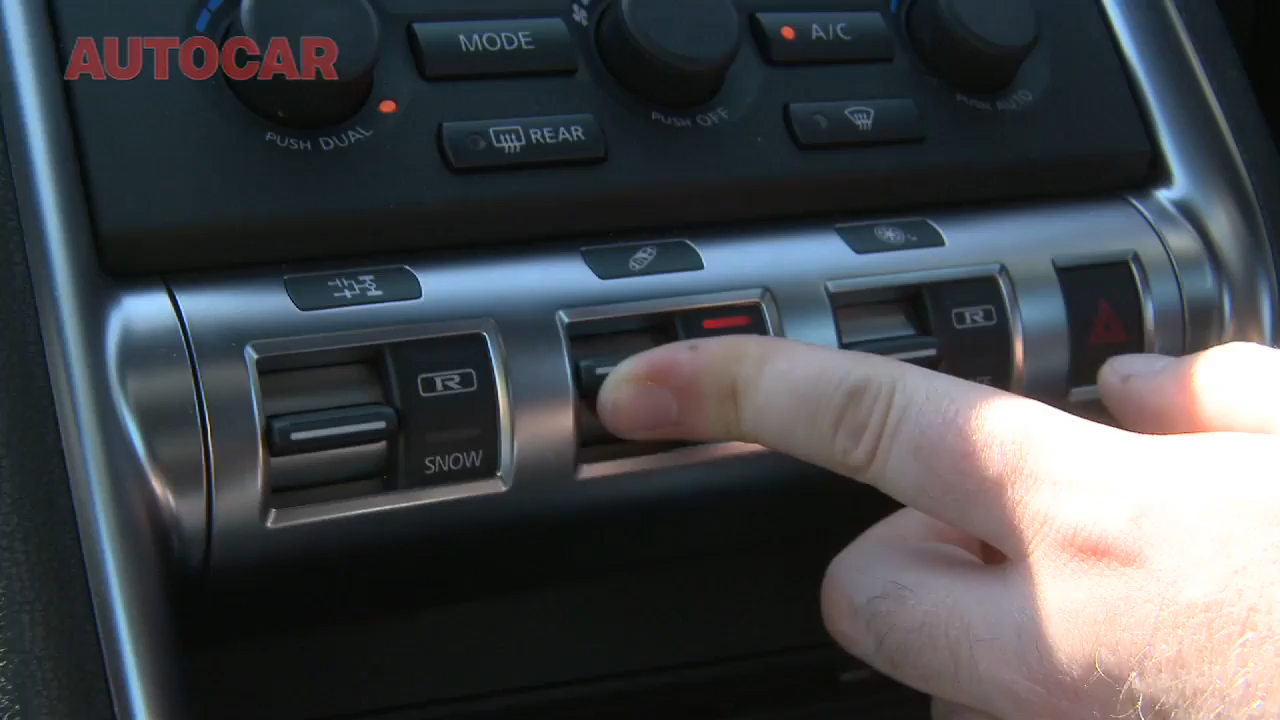 AUTOCAR
MODE
A/C
PUSH DUAL
REAR
PUSH OFF
PUSH AUTO
R
R
SNOW